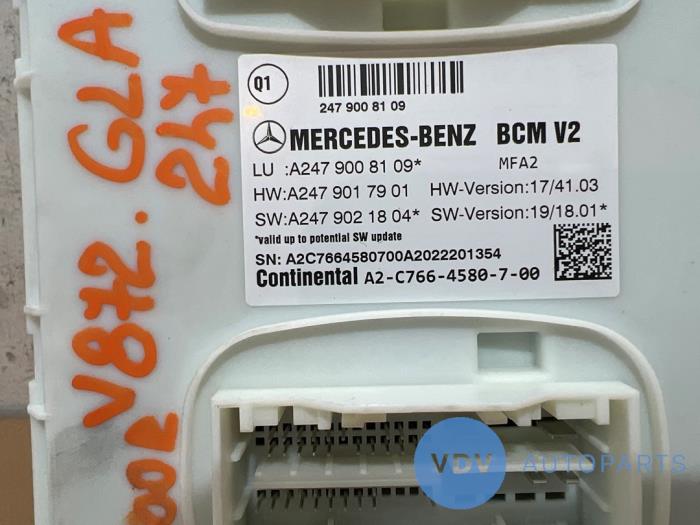 Q1
247 900 81 09
MERCEDES-BENZ BCM V2
LU :A247 900 81 09* MFA2
HW:A247 901 79 01 HW-Version:17/41.03
SW:A247 902 18 04* SW-Version:19/18.01*
*valid up to potential SW update
SN: A2C7664580700A2022201354
Continental A2-C766-4580-7-00
V872. GLA
247
VDV AUTOPARTS